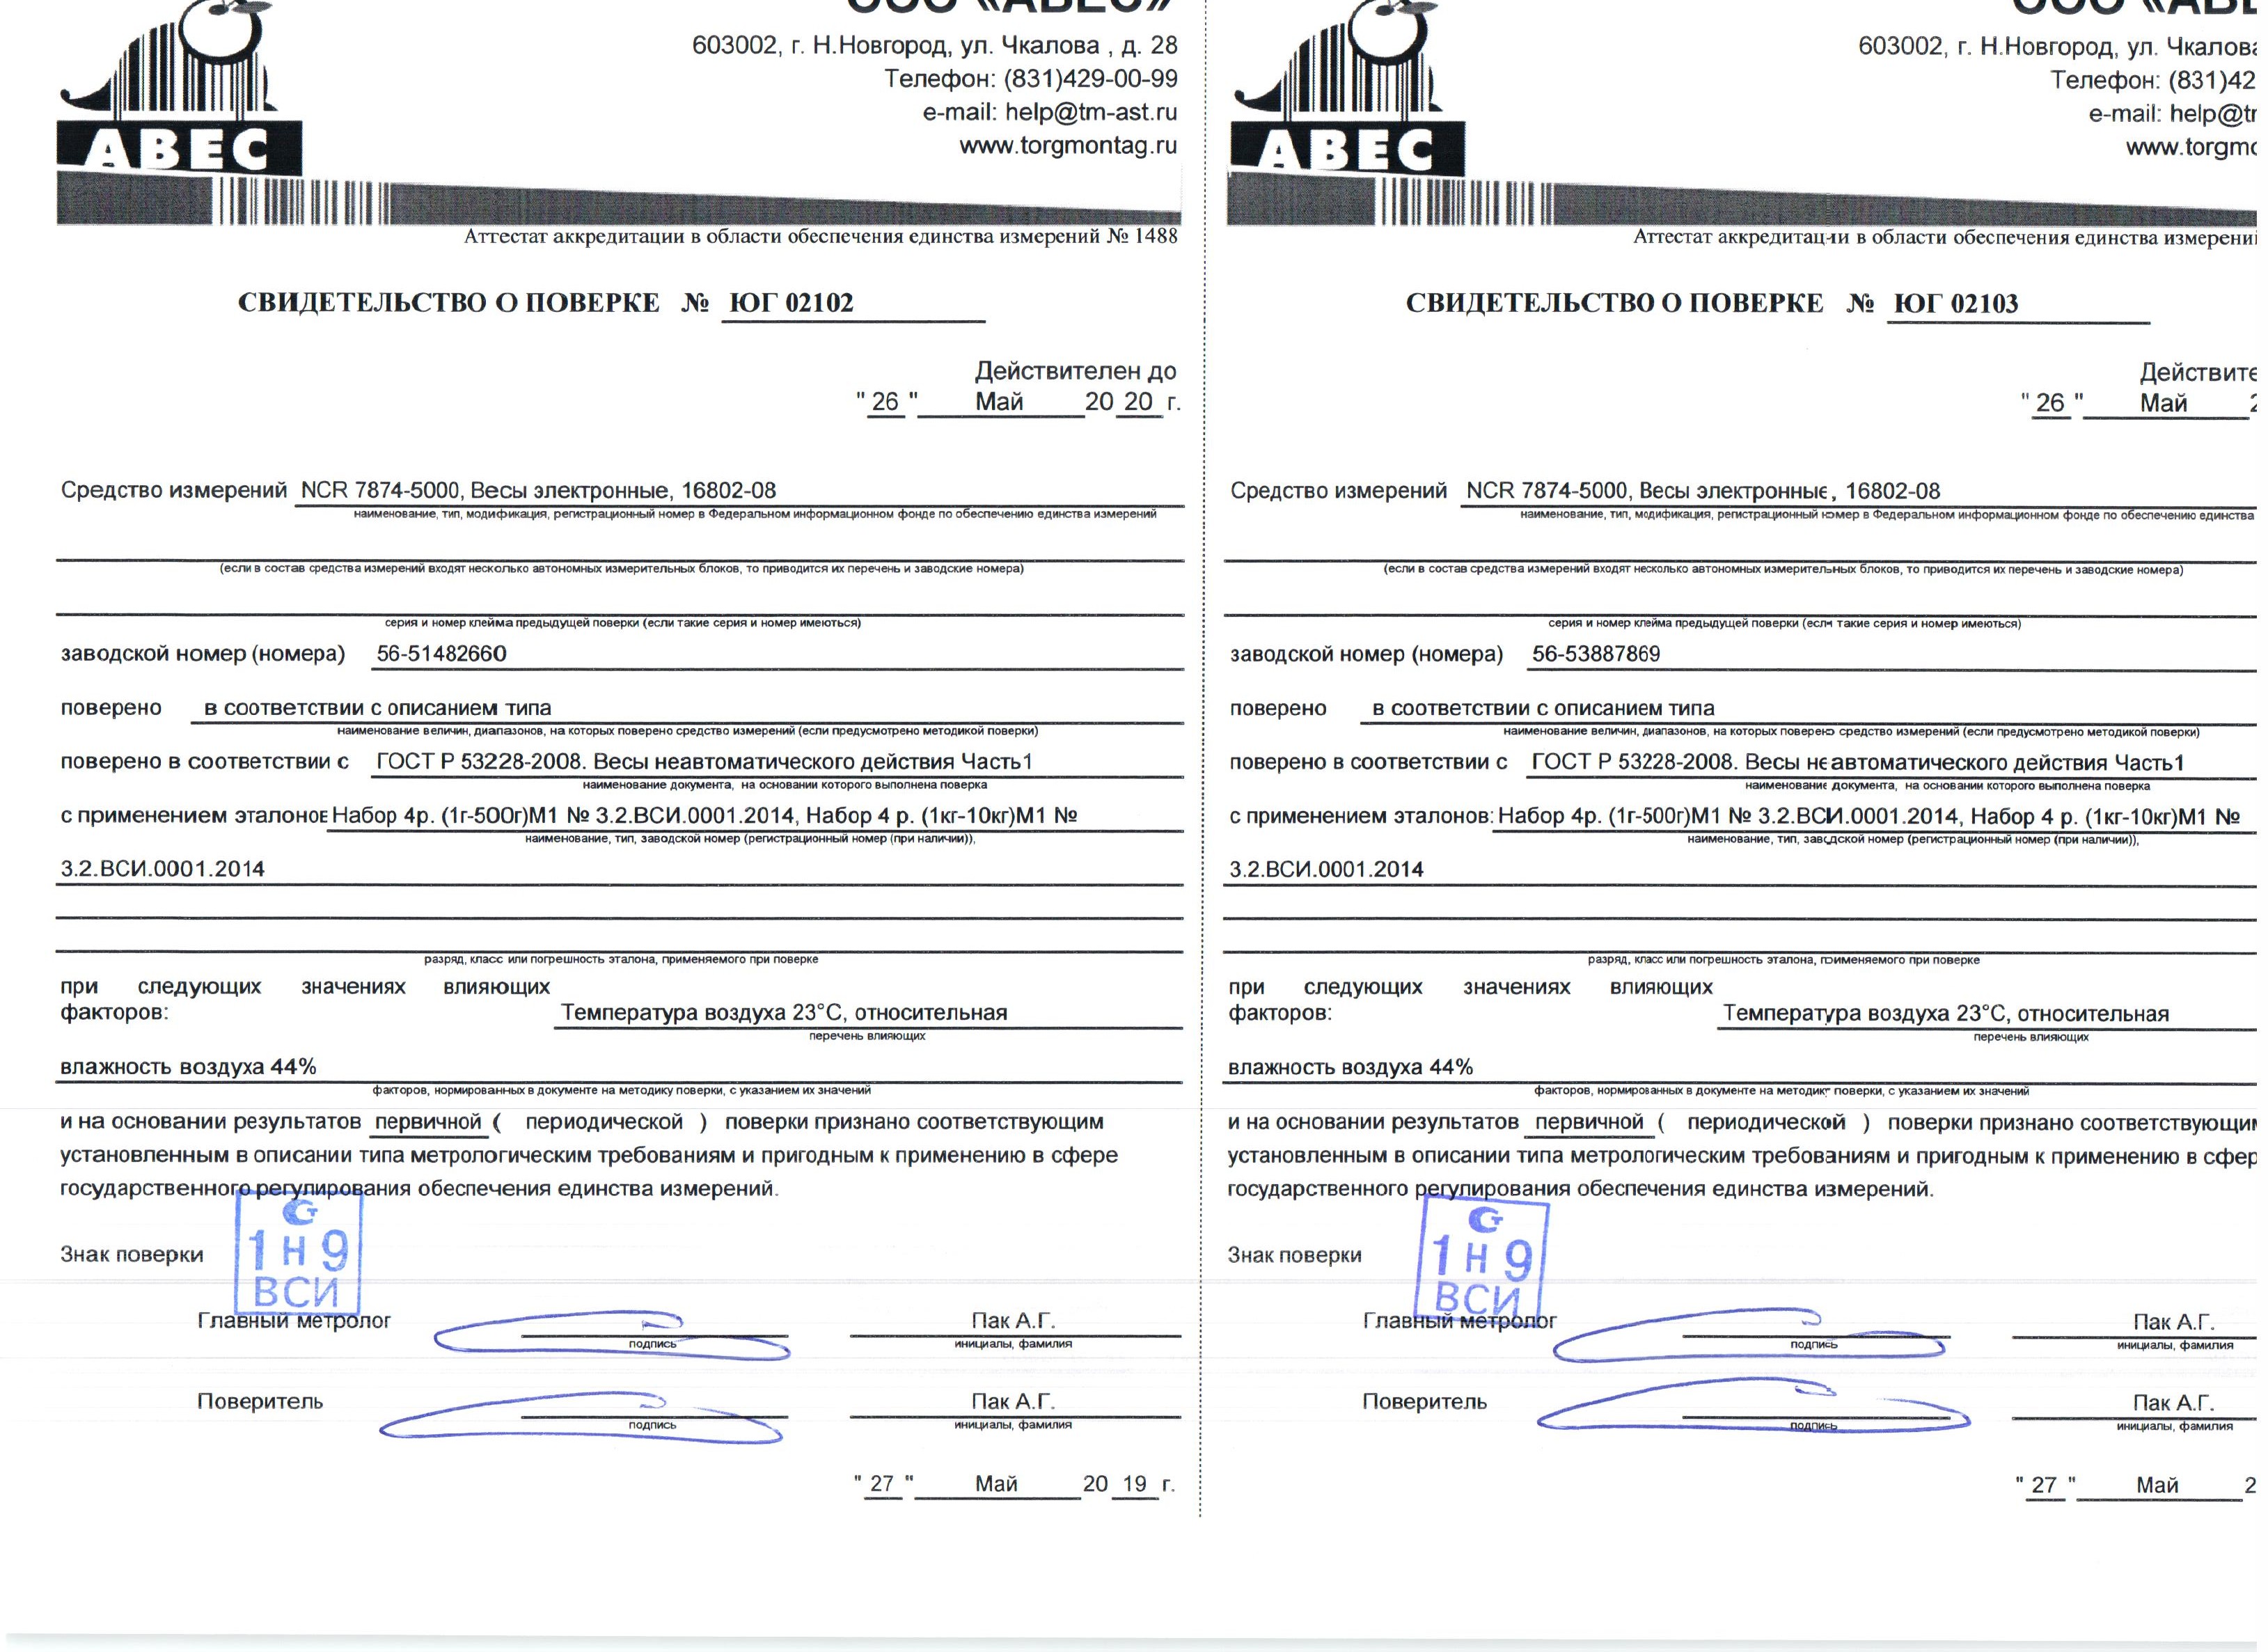 ООО «АВЕС»
603002, г. Н.Новгород, ул. Чкалова , д. 28
Телефон: (831)429-00-99
e-mail: help@tm-ast.ru
www.torgmontag.ru
АВЕС
Аттестат аккредитации в области обеспечения единства измерений № 1488
СВИДЕТЕЛЬСТВО О ПОВЕРКЕ № ЮГ 02102
Действителен до
" 26 " Май 20 20 г.
Средство измерений NCR 7874-5000, Весы электронные, 16802-08
наименование, тип, модификация, регистрационный номер в Федеральном информационном фонде по обеспечению единства измерений
(если в состав средства измерений входят несколько автономных измерительных блоков, то приводится их перечень и заводские номера)
серия и номер клейма предыдущей поверки (если такие серия и номер имеються)
заводской номер (номера) 56-51482660
поверено в соответствии с описанием типа
наименование величин, диапазонов, на которых поверено средство измерений (если предусмотрено методикой поверки)
поверено в соответствии с ГОСТ Р 53228-2008. Весы неавтоматического действия Часть1
наименование документа, на основании которого выполнена поверка
с применением эталонов Набор 4р. (1г-500г)М1 № 3.2.ВСИ.0001.2014, Набор 4 р. (1кг-10кг)М1 №
наименование, тип, заводской номер (регистрационный номер (при наличии)),
3.2.ВСИ.0001.2014
разряд, класс или погрешность эталона, применяемого при поверке
при следующих значениях влияющих
факторов: Температура воздуха 23°С, относительная
перечень влияющих
влажность воздуха 44%
факторов, нормированных в документе на методику поверки, с указанием их значений
и на основании результатов первичной ( периодической ) поверки признано соответствующим
установленным в описании типа метрологическим требованиям и пригодным к применению в сфере
государственного регулирования обеспечения единства измерений.
1 Н 9
ВСИ
Знак поверки
Главный метролог Пак А.Г.
подпись инициалы, фамилия
Поверитель Пак А.Г.
подпись инициалы, фамилия
" 27 " Май 20 19 г.
ООО «АВЕ
603002, г. Н.Новгород, ул. Чкалова
Телефон: (831)42
e-mail: help@t
www.torgmo
АВЕС
Аттестат аккредитации в области обеспечения единства измерений
СВИДЕТЕЛЬСТВО О ПОВЕРКЕ № ЮГ 02103
Действите
" 26 " Май 2
Средство измерений NCR 7874-5000, Весы электронные, 16802-08
наименование, тип, модификация, регистрационный номер в Федеральном информационном фонде по обеспечению единства
(если в состав средства измерений входят несколько автономных измерительных блоков, то приводится их перечень и заводские номера)
серия и номер клейма предыдущей поверки (если такие серия и номер имеються)
заводской номер (номера) 56-53887869
поверено в соответствии с описанием типа
наименование величин, диапазонов, на которых поверено средство измерений (если предусмотрено методикой поверки)
поверено в соответствии с ГОСТ Р 53228-2008. Весы неавтоматического действия Часть1
наименование документа, на основании которого выполнена поверка
с применением эталонов: Набор 4р. (1г-500г)М1 № 3.2.ВСИ.0001.2014, Набор 4 р. (1кг-10кг)М1 №
наименование, тип, заводской номер (регистрационный номер (при наличии)),
3.2.ВСИ.0001.2014
разряд, класс или погрешность эталона, применяемого при поверке
при следующих значениях влияющих
факторов: Температура воздуха 23°С, относительная
перечень влияющих
влажность воздуха 44%
факторов, нормированных в документе на методику поверки, с указанием их значений
и на основании результатов первичной ( периодической ) поверки признано соответствующим
установленным в описании типа метрологическим требованиям и пригодным к применению в сфер
государственного регулирования обеспечения единства измерений.
1 Н 9
ВСИ
Знак поверки
Главный метролог Пак А.Г.
подпись инициалы, фамилия
Поверитель Пак А.Г.
подпись инициалы, фамилия
" 27 " Май 2